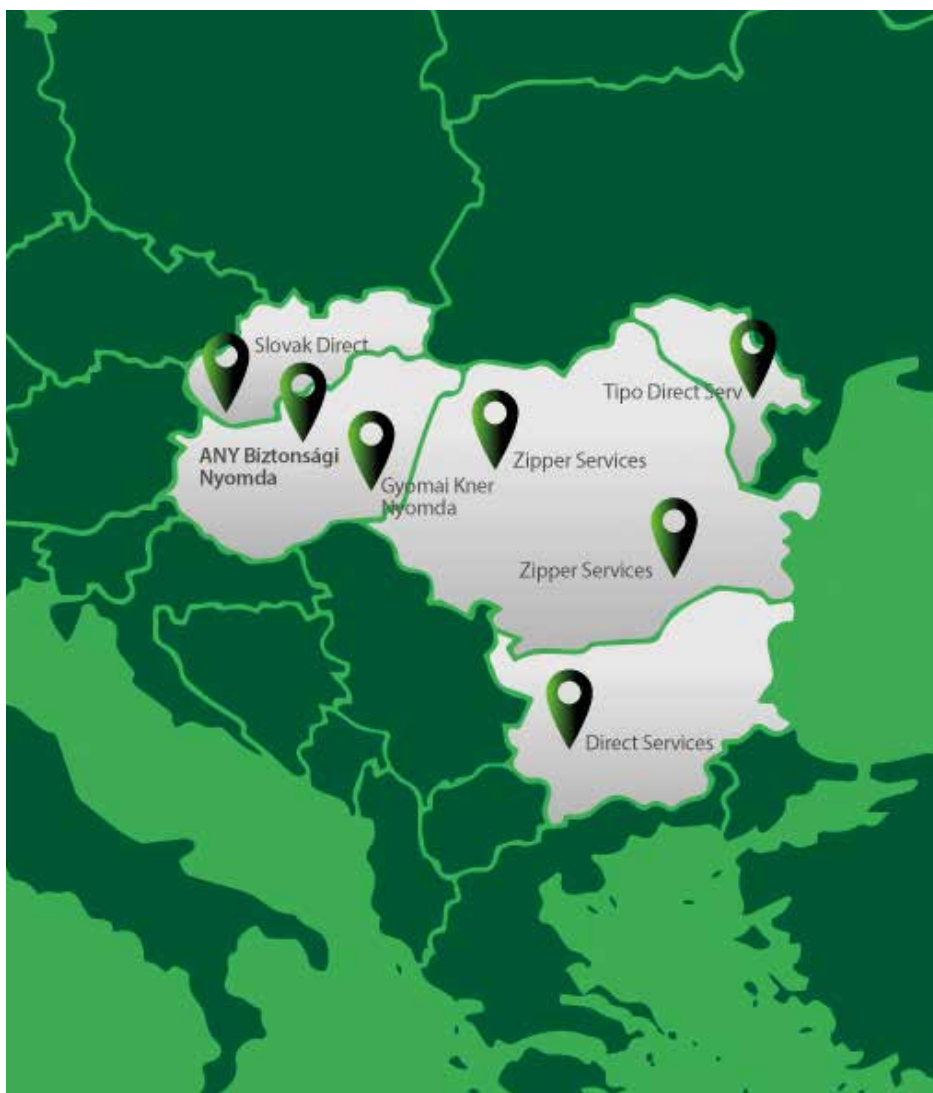 Slovak Direct
Tipo Direct Serv
ANY Biztonsági
Nyomda
Zipper Services
Gyomai Kner
Nyomda
Zipper Services
Direct Services